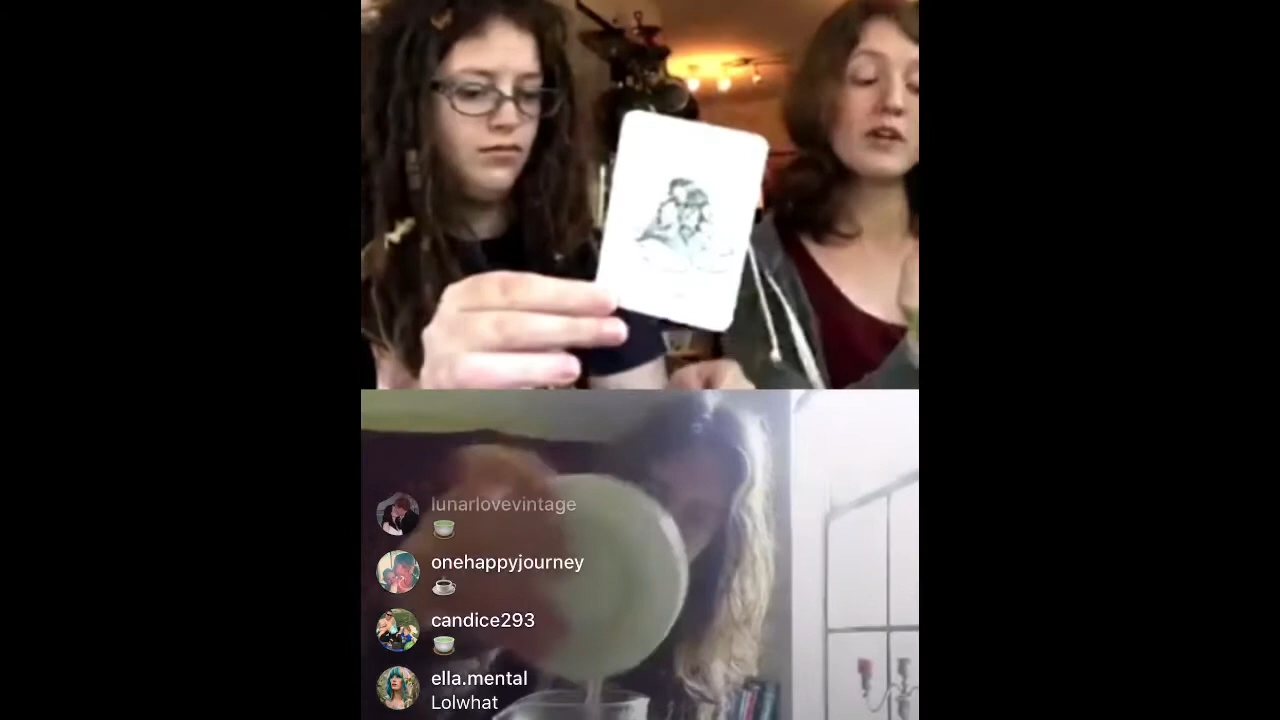 lunarlovevintage
🍵
onehappyjourney
☕
candice293
🍵
ella.mental
Lolwhat